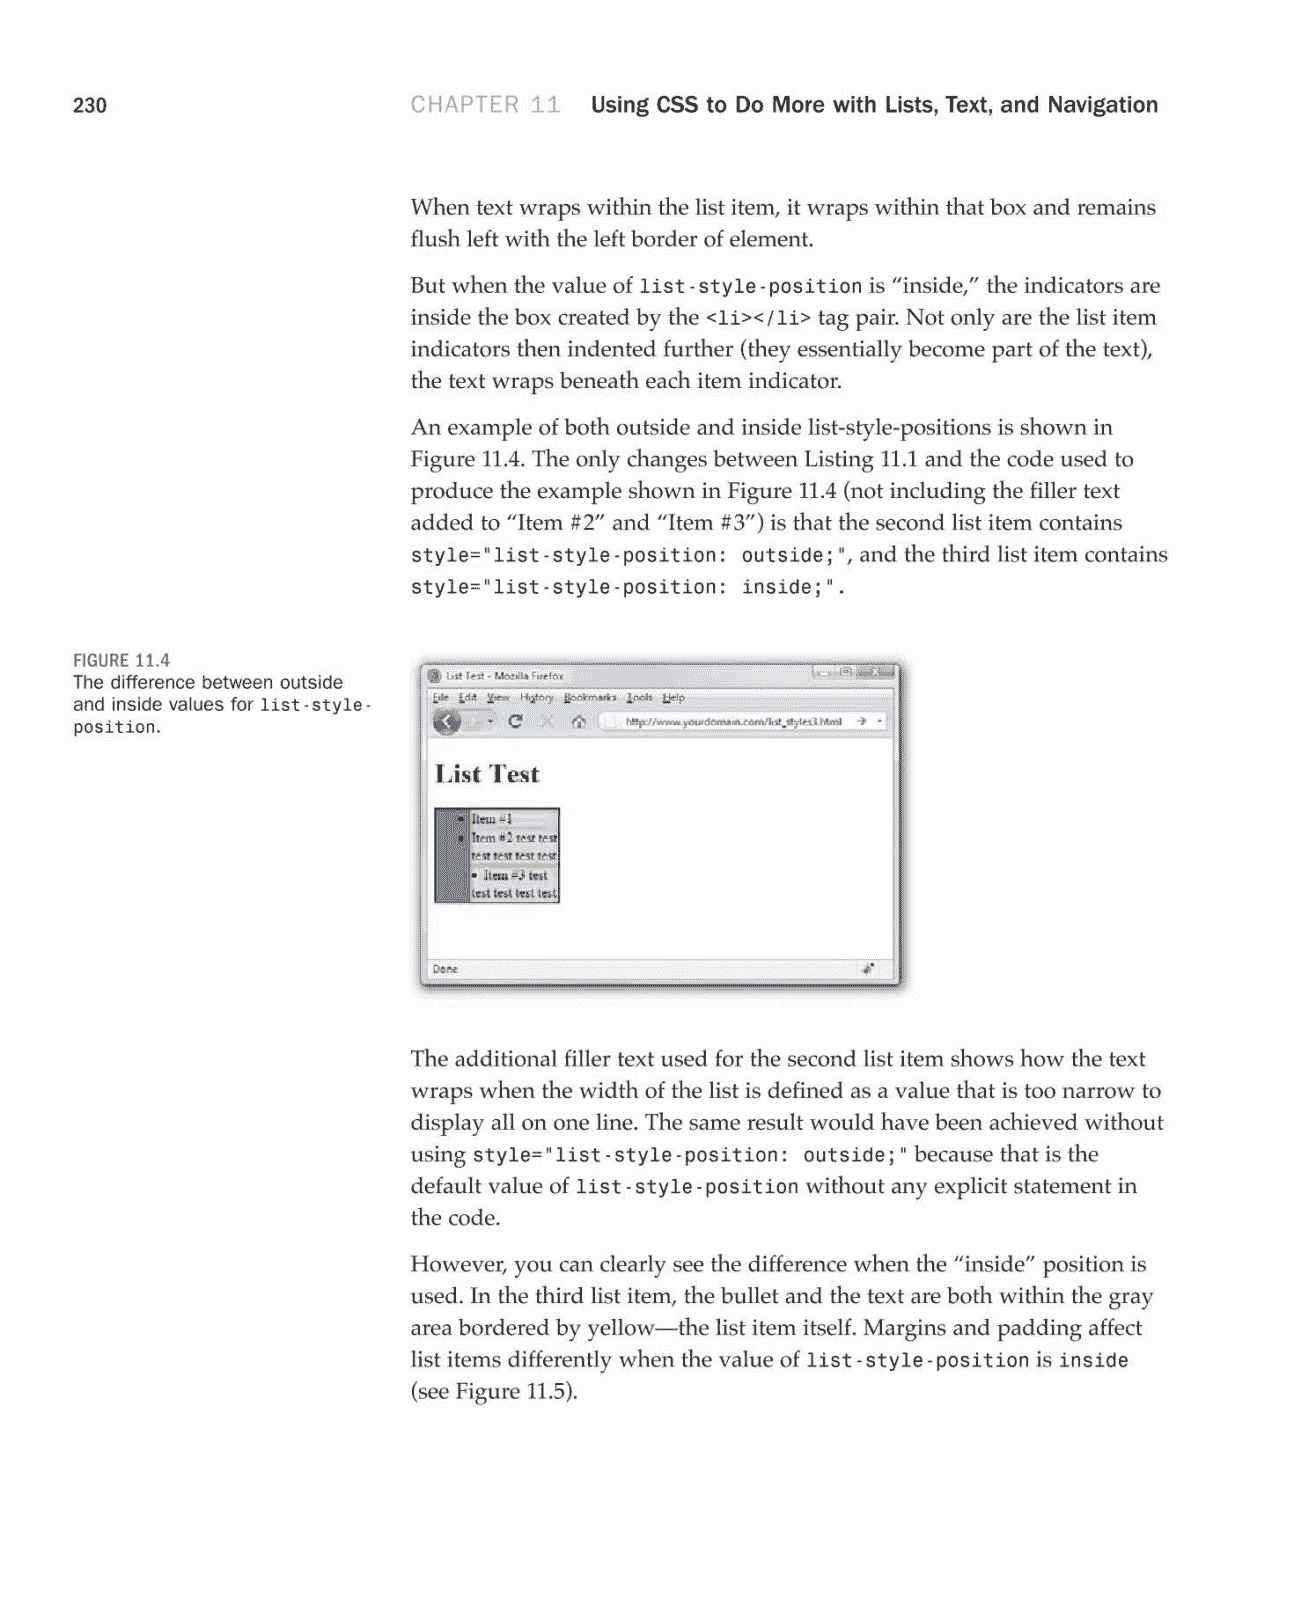 230
CHAPTER 11 Using CSS to Do More with Lists, Text, and Navigation
When text wraps within the list item, it wraps within that box and remains
flush left with the left border of element.
But when the value of list-style-position is “inside,” the indicators are
inside the box created by the <li></li> tag pair. Not only are the list item
indicators then indented further (they essentially become part of the text),
the text wraps beneath each item indicator.
An example of both outside and inside list-style-positions is shown in
Figure 11.4. The only changes between Listing 11.1 and the code used to
produce the example shown in Figure 11.4 (not including the filler text
added to “Item #2” and “Item #3”) is that the second list item contains
style="list-style-position: outside;", and the third list item contains
style="list-style-position: inside;".
FIGURE 11.4
The difference between outside
and inside values for list-style-
position.
List Test - Mozilla Firefox
File Edit View History Bookmarks Tools Help
http://www.yourdomain.com/list_styles3.html
List Test
• Item #1
• Item #2 test test
test test test test
• Item #3 test
test test test test
Done
The additional filler text used for the second list item shows how the text
wraps when the width of the list is defined as a value that is too narrow to
display all on one line. The same result would have been achieved without
using style="list-style-position: outside;" because that is the
default value of list-style-position without any explicit statement in
the code.
However, you can clearly see the difference when the “inside” position is
used. In the third list item, the bullet and the text are both within the gray
area bordered by yellow—the list item itself. Margins and padding affect
list items differently when the value of list-style-position is inside
(see Figure 11.5).